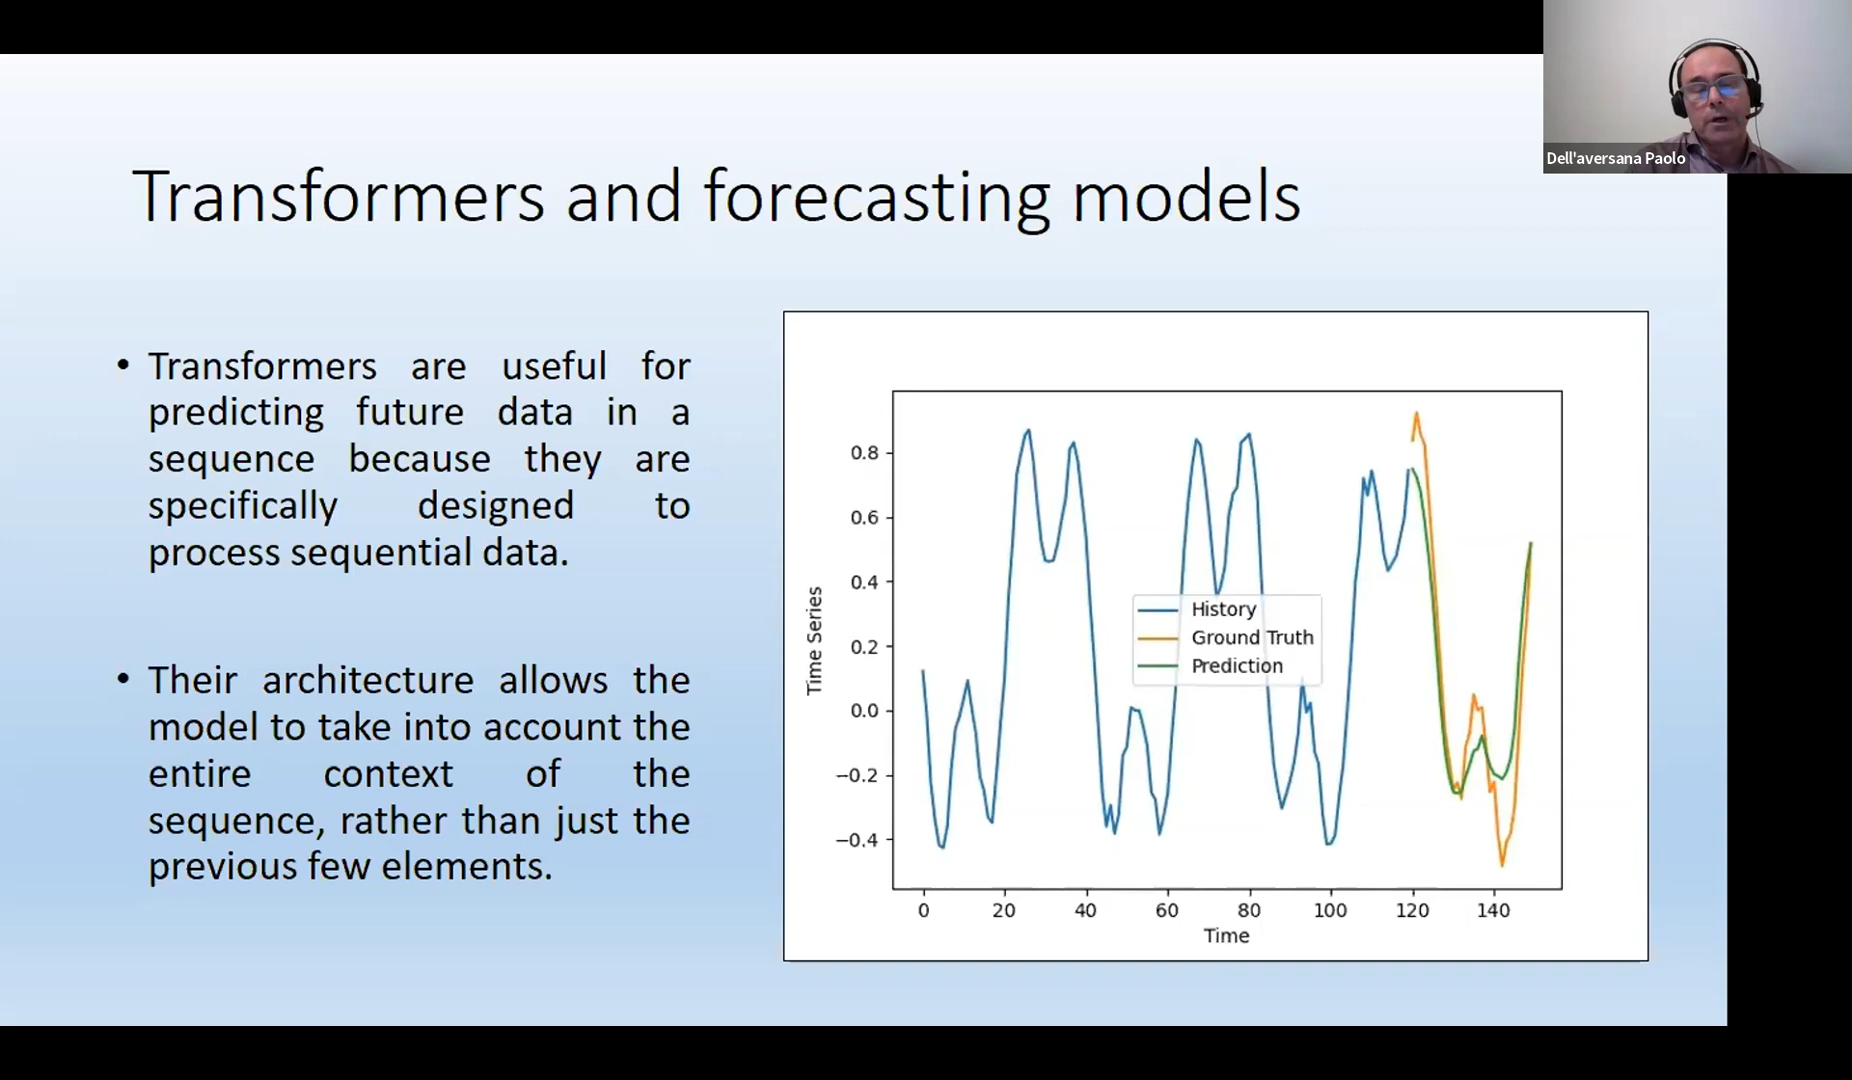 Dell'aversana Paolo
Transformers and forecasting models
• Transformers are useful for
predicting future data in a
sequence because they are
specifically designed to
process sequential data.
• Their architecture allows the
model to take into account the
entire context of the
sequence, rather than just the
previous few elements.
0.8
0.6
0.4
0.2
0.0
−0.2
−0.4
Time Series
History
Ground Truth
Prediction
0 20 40 60 80 100 120 140
Time